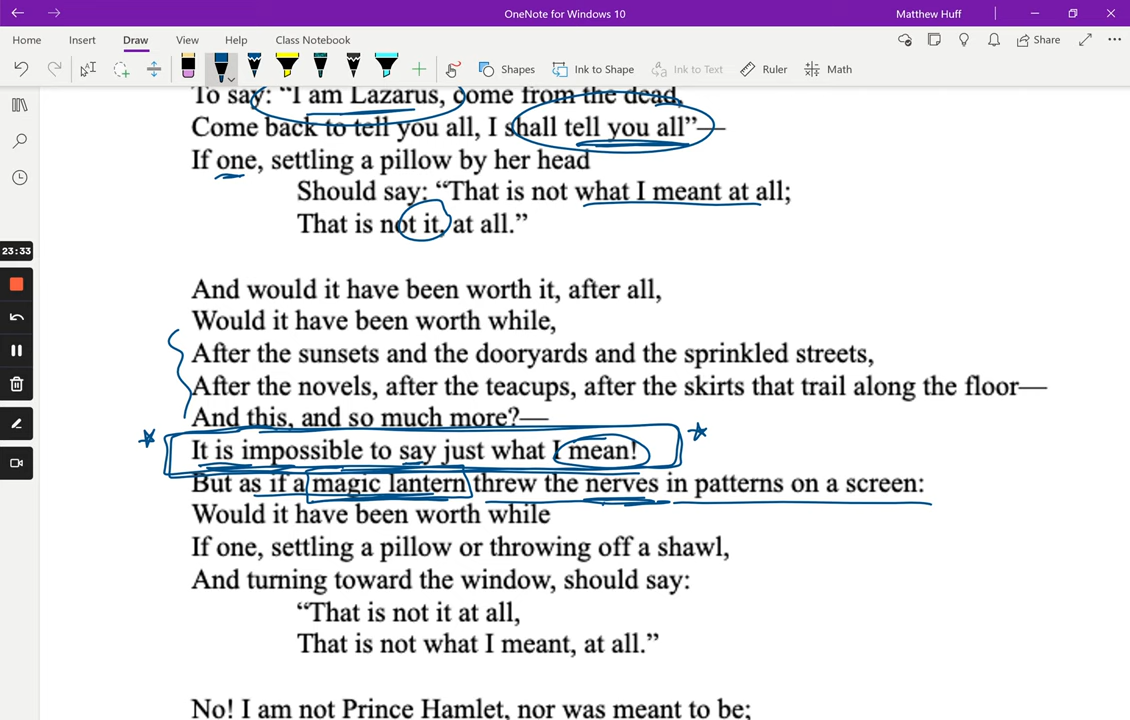 OneNote for Windows 10
Matthew Huff
Home Insert Draw View Help Class Notebook
Share
Shapes
Ink to Shape
Ink to Text
Ruler
Math
To say: “I am Lazarus, come from the dead,
Come back to tell you all, I shall tell you all”—
If one, settling a pillow by her head
Should say: “That is not what I meant at all;
That is not it, at all.”
23:33
And would it have been worth it, after all,
Would it have been worth while,
After the sunsets and the dooryards and the sprinkled streets,
After the novels, after the teacups, after the skirts that trail along the floor—
And this, and so much more?—
It is impossible to say just what I mean!
But as if a magic lantern threw the nerves in patterns on a screen:
Would it have been worth while
If one, settling a pillow or throwing off a shawl,
And turning toward the window, should say:
“That is not it at all,
That is not what I meant, at all.”
No! I am not Prince Hamlet, nor was meant to be;